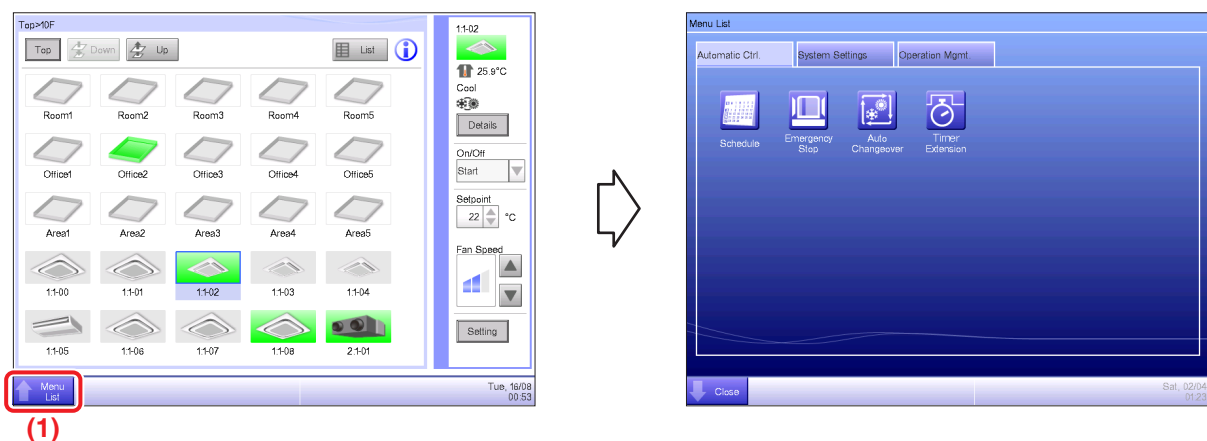 Top>10F
Top Down Up List
Room1 Room2 Room3 Room4 Room5
Office1 Office2 Office3 Office4 Office5
Area1 Area2 Area3 Area4 Area5
1:1-00 1:1-01 1:1-02 1:1-03 1:1-04
1:1-05 1:1-06 1:1-07 1:1-08 2:1-01
1:1-02
25.9°C
Cool
Details
On/Off
Start
Setpoint
22 °C
Fan Speed
Setting
Menu
List
Tue, 16/08
00:53
(1)
Menu List
Automatic Ctrl. System Settings Operation Mgmt.
Schedule
Emergency
Stop
Auto
Changeover
Timer
Extension
Close
Sat, 02/04
01:23